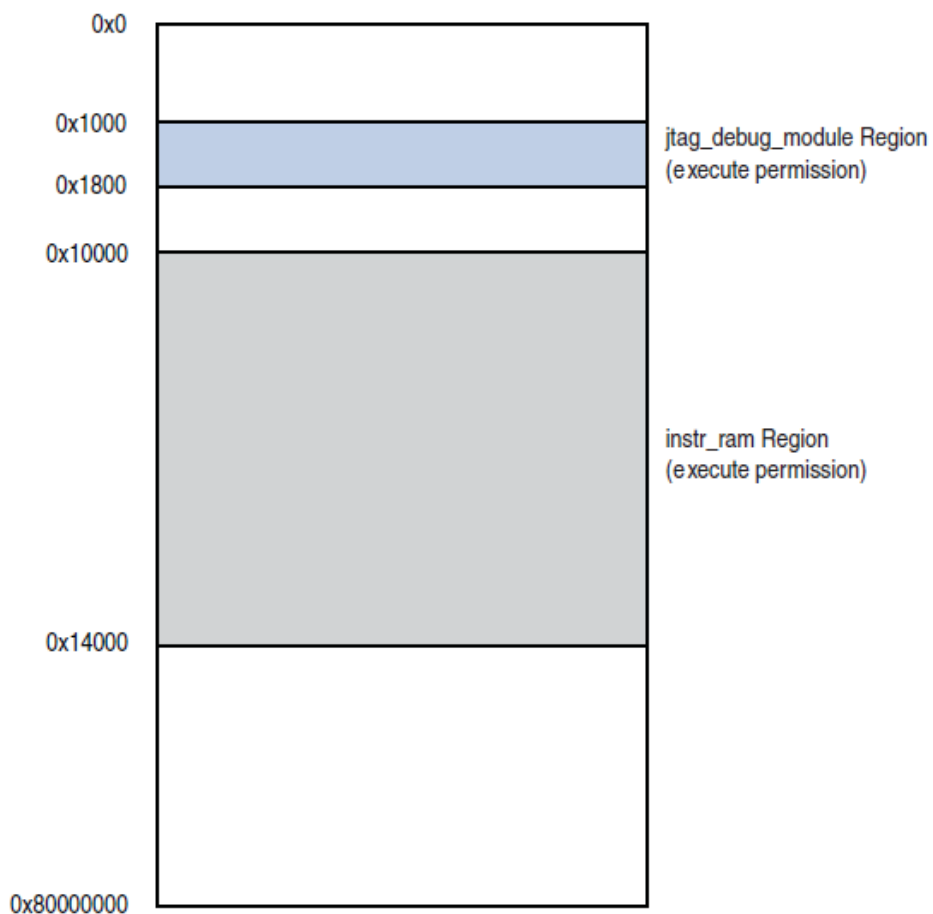 0x0
0x1000
jtag_debug_module Region
(execute permission)
0x1800
0x10000
instr_ram Region
(execute permission)
0x14000
0x80000000